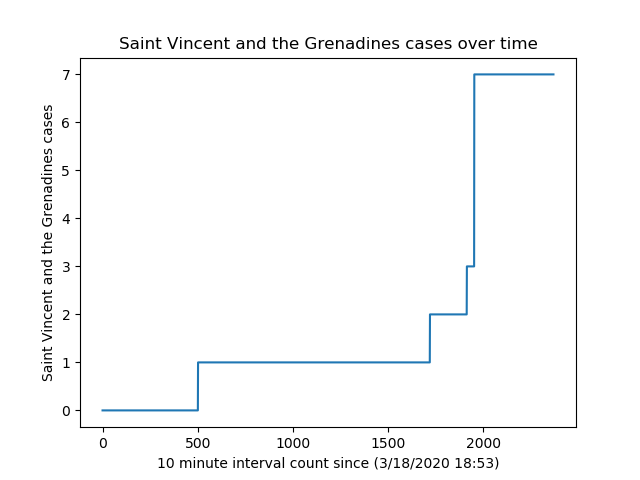 Saint Vincent and the Grenadines cases over time
Saint Vincent and the Grenadines cases
7
6
5
4
3
2
1
0
0 500 1000 1500 2000
10 minute interval count since (3/18/2020 18:53)